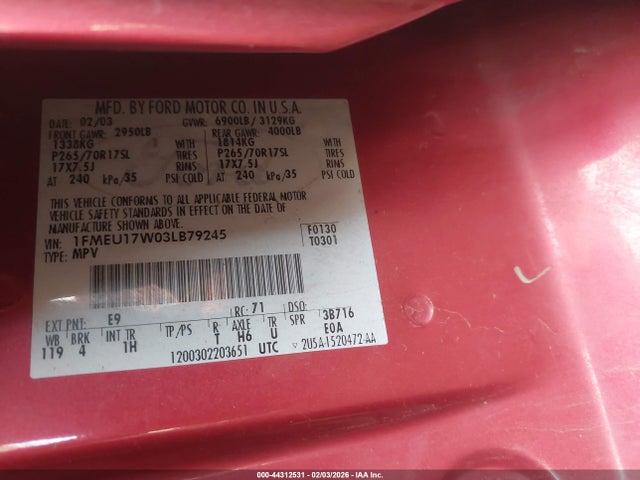 MFD. BY FORD MOTOR CO. IN U.S.A.
DATE: 02/03 GVWR: 6900LB / 3129KG
FRONT GAWR: 2950LB REAR GAWR: 4000LB
1338KG WITH 1814KG WITH
P265/70R17SL TIRES P265/70R17SL TIRES
17X7.5J RIMS 17X7.5J RIMS
AT 240 kPa/35 PSI COLD AT 240 kPa/35 PSI COLD
THIS VEHICLE CONFORMS TO ALL APPLICABLE FEDERAL MOTOR
VEHICLE SAFETY STANDARDS IN EFFECT ON THE DATE OF
MANUFACTURE SHOWN ABOVE.
VIN: 1FMEU17W03LB79245 F0130
TYPE: MPV T0301
EXT PNT: E9 RC: 71 DSO:
WB BRK INT TR TP/PS R AXLE TR SPR 3B716
119 4 1H T H6 U E0A
1200302203651 UTC ▽ 2U5A-1520472-AA
000-44312531 - 02/03/2026 - IAAI.COM